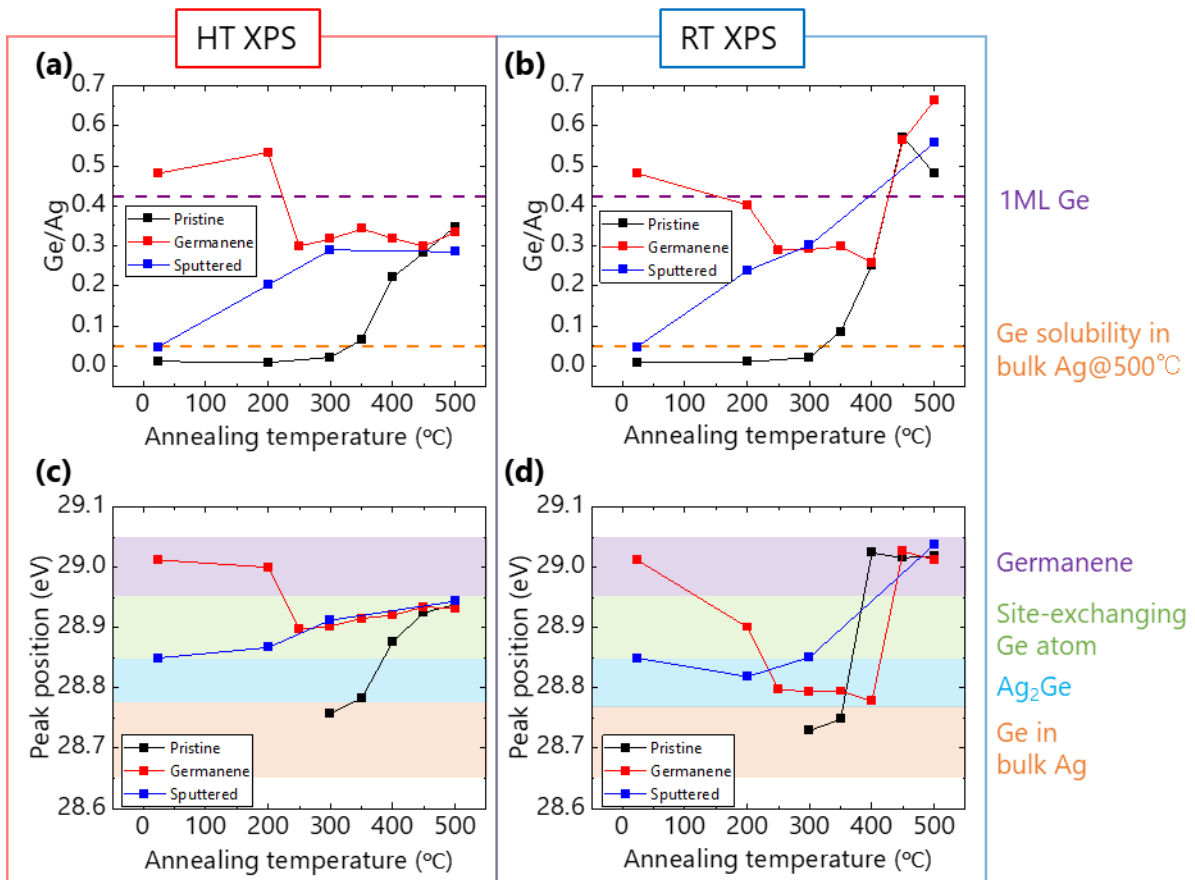 HT XPS
RT XPS
(a)
(b)
0.7
0.6
0.5
0.4
0.3
0.2
0.1
0.0
Ge/Ag
Pristine
Germanene
Sputtered
0 100 200 300 400 500
Annealing temperature (ºC)
0.7
0.6
0.5
0.4
0.3
0.2
0.1
0.0
Ge/Ag
Pristine
Germanene
Sputtered
0 100 200 300 400 500
Annealing temperature (ºC)
1ML Ge
Ge solubility in
bulk Ag@500℃
(c)
(d)
29.1
29.0
28.9
28.8
28.7
28.6
Peak position (eV)
Pristine
Germanene
Sputtered
0 100 200 300 400 500
Annealing temperature (ºC)
29.1
29.0
28.9
28.8
28.7
28.6
Peak position (eV)
Pristine
Germanene
Sputtered
0 100 200 300 400 500
Annealing temperature (ºC)
Germanene
Site-exchanging
Ge atom
Ag₂Ge
Ge in
bulk Ag